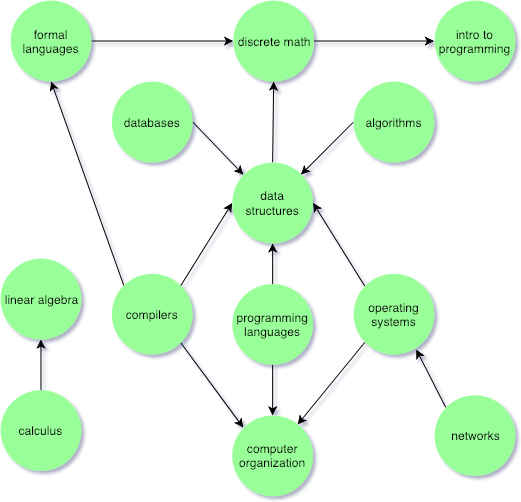 formal
languages
discrete math
intro to
programming
databases
algorithms
data
structures
linear algebra
compilers
programming
languages
operating
systems
calculus
computer
organization
networks